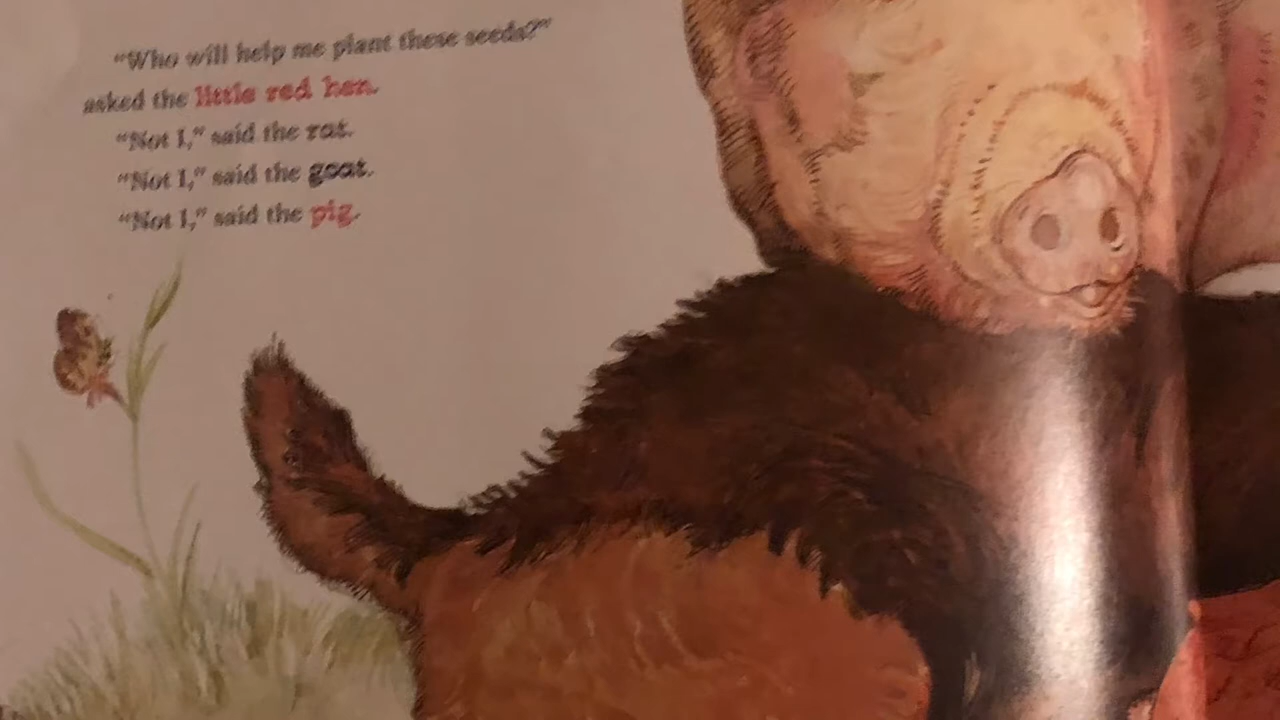 “Who will help me plant these seeds?”
asked the little red hen.
“Not I,” said the rat.
“Not I,” said the goat.
“Not I,” said the pig.